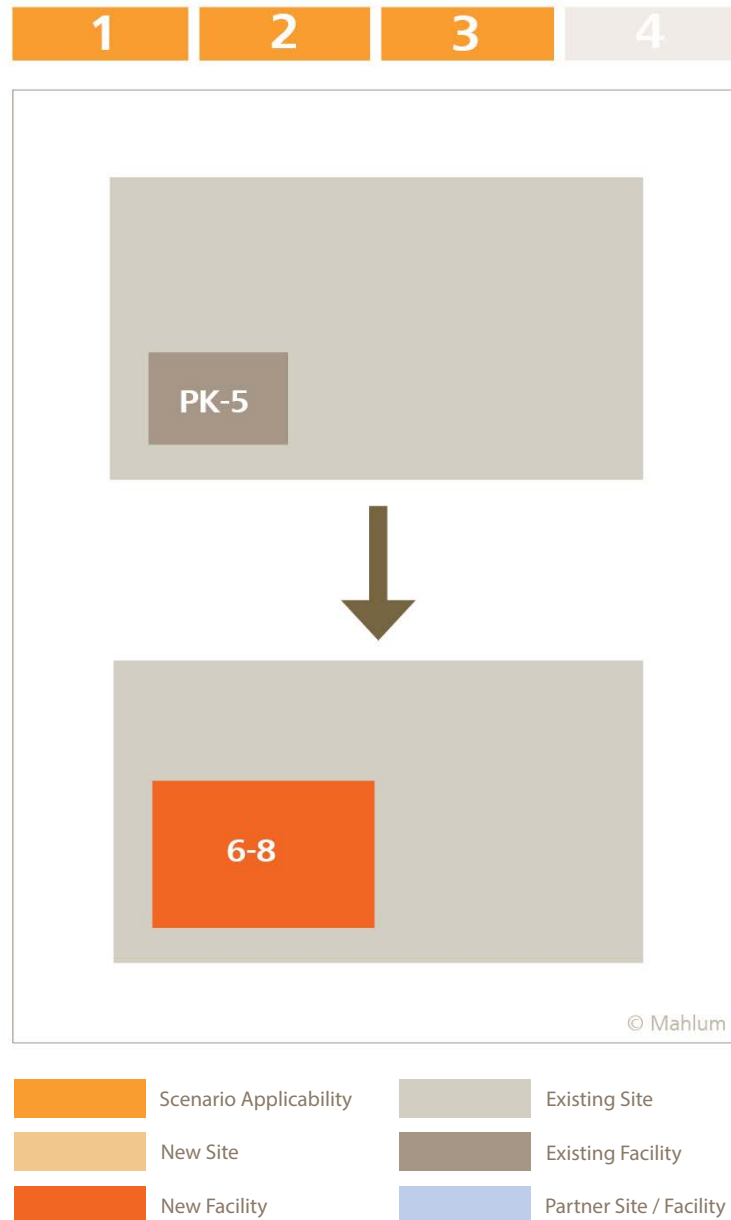 1 2 3 4
PK-5
6-8
© Mahlum
Scenario Applicability
Existing Site
New Site
Existing Facility
New Facility
Partner Site / Facility